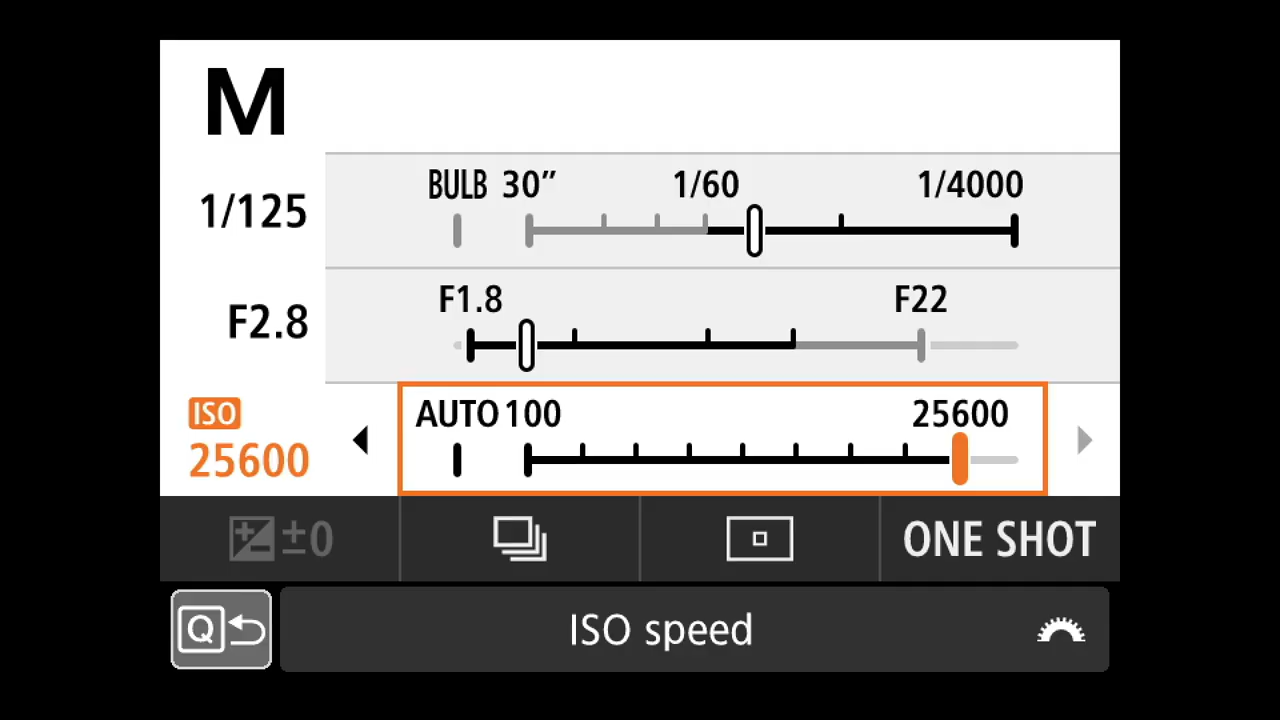 M
BULB 30” 1/60 1/4000
1/125
F1.8 F22
F2.8
ISO AUTO 100 25600
25600
±0 ONE SHOT
Q ISO speed